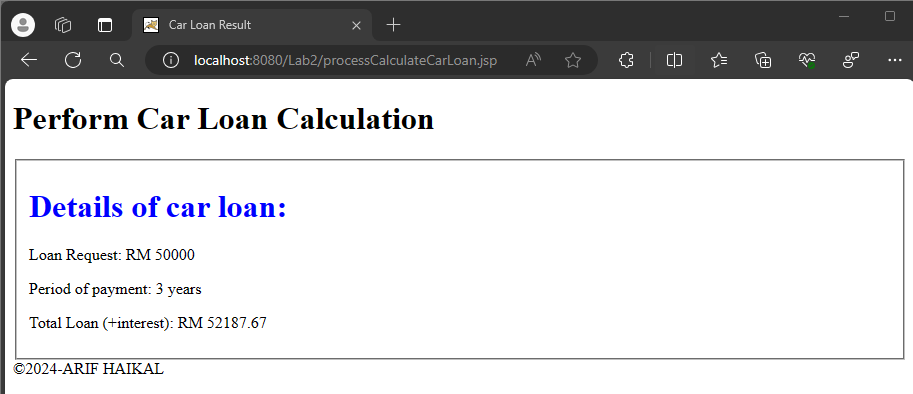 Car Loan Result
localhost:8080/Lab2/processCalculateCarLoan.jsp
Perform Car Loan Calculation
Details of car loan:
Loan Request: RM 50000
Period of payment: 3 years
Total Loan (+interest): RM 52187.67
©2024-ARIF HAIKAL